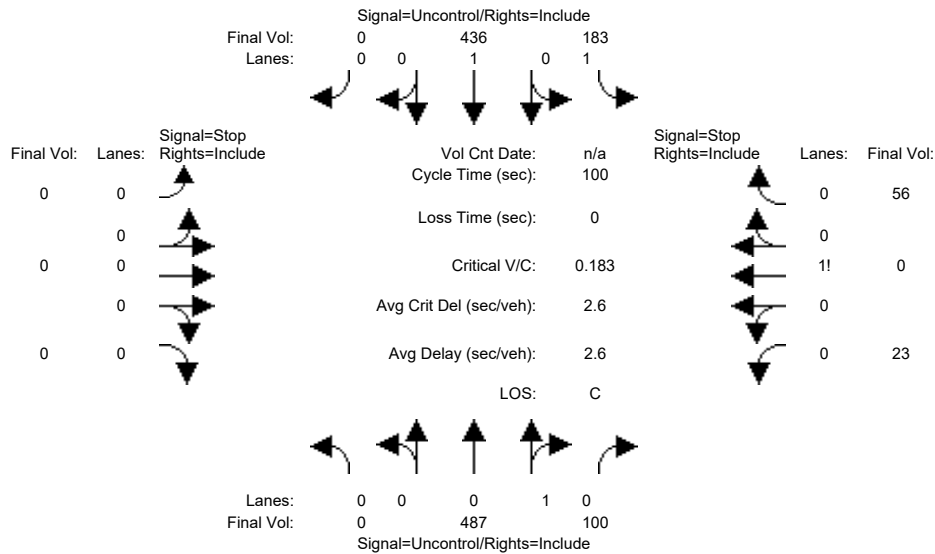 Signal=Uncontrol/Rights=Include
Final Vol: 0 436 183
Lanes: 0 0 1 0 1
Signal=Stop
Final Vol: Lanes: Rights=Include
Vol Cnt Date: n/a
Signal=Stop
Rights=Include Lanes: Final Vol:
Cycle Time (sec): 100
0 0
0 56
Loss Time (sec): 0
0
0
0 0
Critical V/C: 0.183
1! 0
0
Avg Crit Del (sec/veh): 2.6
0
0 0
Avg Delay (sec/veh): 2.6
0 23
LOS: C
Lanes: 0 0 0 1 0
Final Vol: 0 487 100
Signal=Uncontrol/Rights=Include